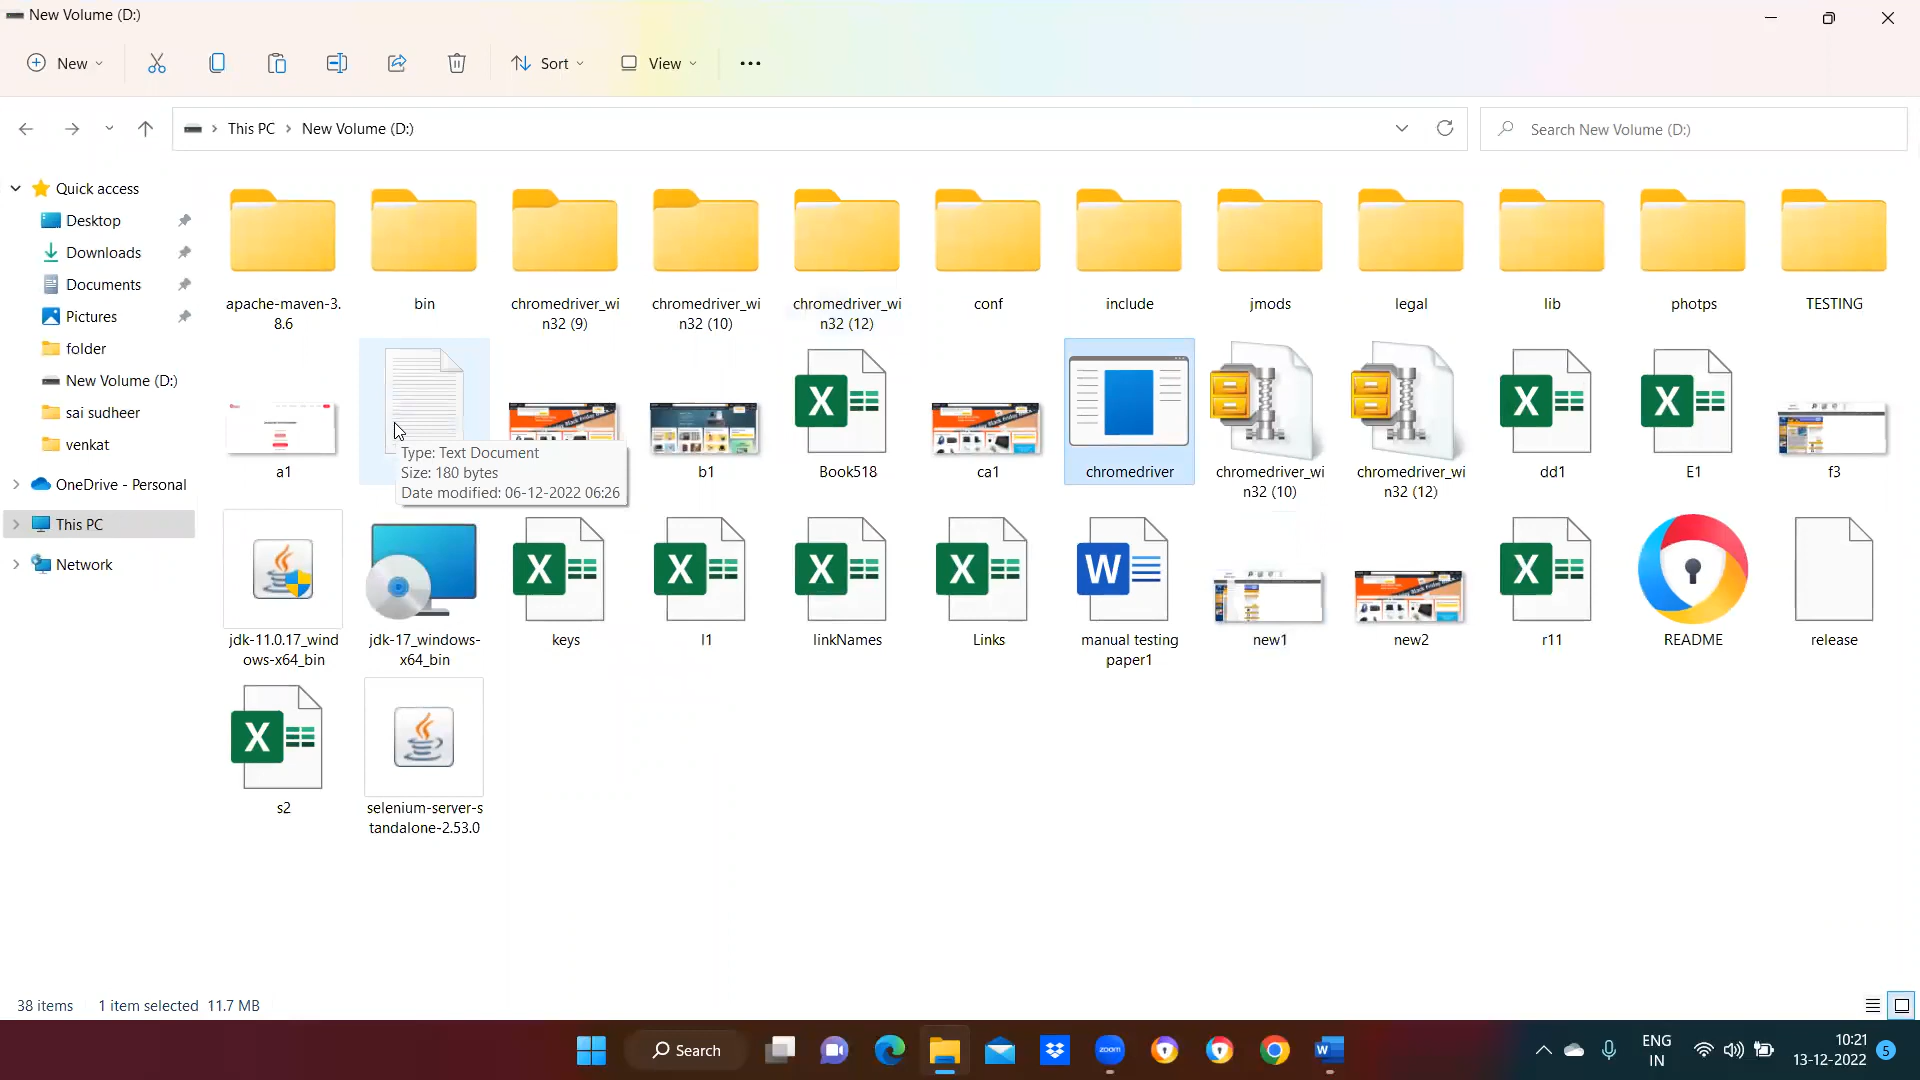 New Volume (D:)
New
Sort
View
This PC
New Volume (D:)
Search New Volume (D:)
Quick access
Desktop
Downloads
Documents
Pictures
folder
New Volume (D:)
sai sudheer
venkat
OneDrive - Personal
This PC
Network
apache-maven-3.
8.6
bin
chromedriver_wi
n32 (9)
chromedriver_wi
n32 (10)
chromedriver_wi
n32 (12)
conf
include
jmods
legal
lib
photps
TESTING
a1
Type: Text Document
Size: 180 bytes
Date modified: 06-12-2022 06:26
b1
Book518
ca1
chromedriver
chromedriver_wi
n32 (10)
chromedriver_wi
n32 (12)
dd1
E1
f3
jdk-11.0.17_wind
ows-x64_bin
jdk-17_windows-
x64_bin
keys
l1
linkNames
Links
manual testing
paper1
new1
new2
r11
README
release
s2
selenium-server-s
tandalone-2.53.0
38 items
1 item selected 11.7 MB
Search
zoom
ENG
IN
10:21
13-12-2022
5